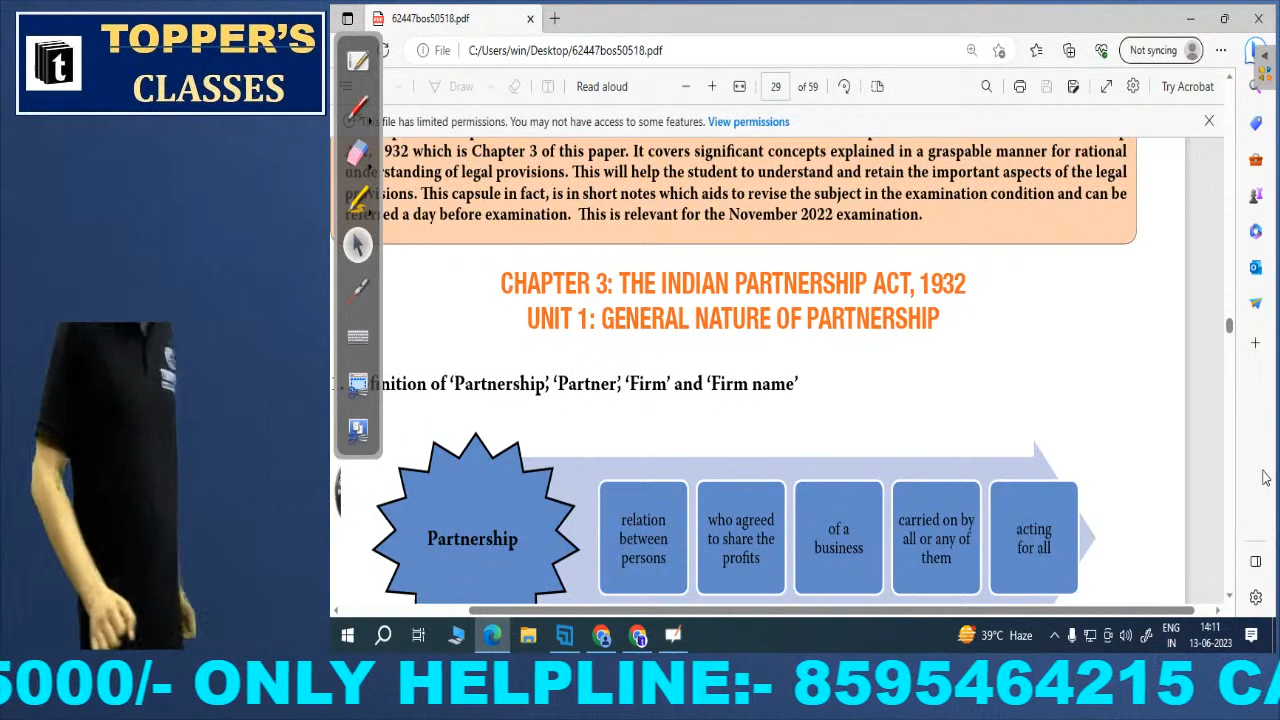 TOPPER'S
CLASSES
t
62447bos50518.pdf
File C:/Users/win/Desktop/62447bos50518.pdf
Not syncing
Draw
Read aloud
29 of 59
Try Acrobat
This file has limited permissions. You may not have access to some features. View permissions
1932 which is Chapter 3 of this paper. It covers significant concepts explained in a graspable manner for rational
understanding of legal provisions. This will help the student to understand and retain the important aspects of the legal
provisions. This capsule in fact, is in short notes which aids to revise the subject in the examination condition and can be
referred a day before examination. This is relevant for the November 2022 examination.
CHAPTER 3: THE INDIAN PARTNERSHIP ACT, 1932
UNIT 1: GENERAL NATURE OF PARTNERSHIP
Definition of 'Partnership', 'Partner', 'Firm' and 'Firm name'
Partnership
relation
between
persons
who agreed
to share the
profits
of a
business
carried on by
all or any of
them
acting
for all
39°C Haze
ENG
IN
14:11
13-06-2023
5000/- ONLY HELPLINE:- 8595464215 CA